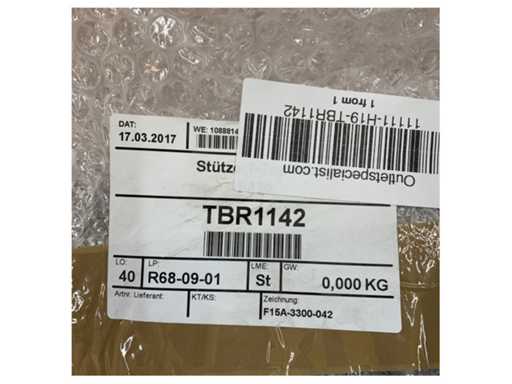 DAT:
17.03.2017
WE: 1088814
Stütz
TBR1142
LO:
40
LP:
R68-09-01
LME:
St
GW:
0,000 KG
Artnr. Lieferant:
KT/KS:
Zeichnung:
F15A-3300-042
Outletspecialist.com
11111-H19-TBR1142
1 from 1